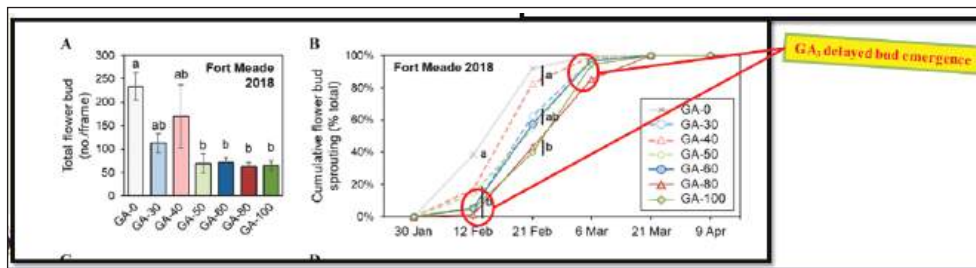 A
Fort Meade
2018
Total flower bud
(no./frame)
300
250
200
150
100
50
0
a
ab
ab
b
b
b
b
GA-0
GA-30
GA-40
GA-50
GA-60
GA-80
GA-100
B
Fort Meade 2018
Cumulative flower bud
sprouting (% total)
100%
80%
60%
40%
20%
0%
a
a
ab
b
30 Jan
12 Feb
21 Feb
6 Mar
21 Mar
9 Apr
GA-0
GA-30
GA-40
GA-50
GA-60
GA-80
GA-100
GA₃ delayed bud emergence